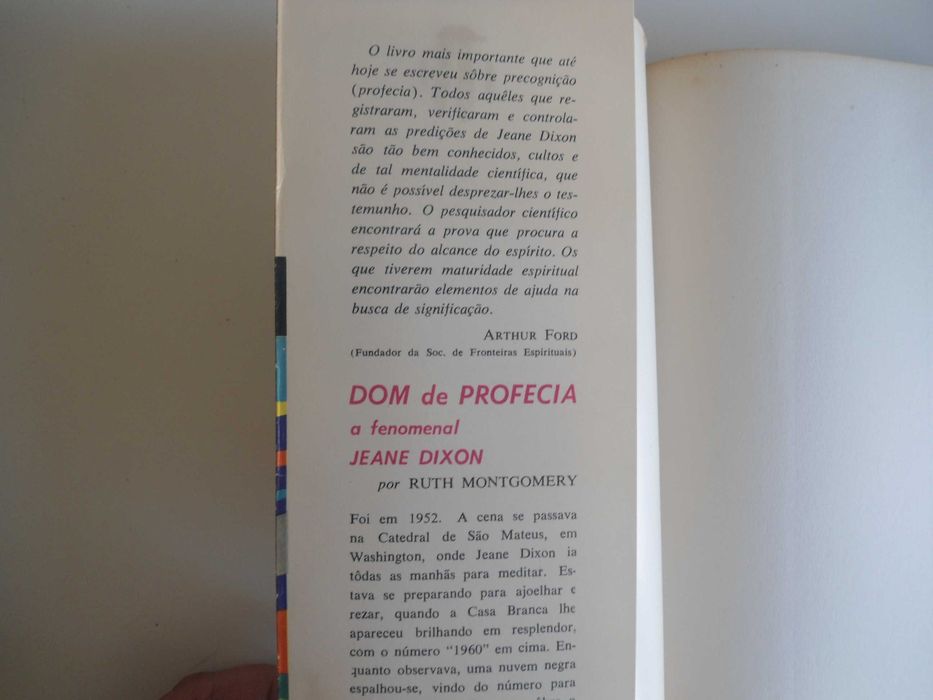 O livro mais importante que até
hoje se escreveu sôbre precognição
(profecia). Todos aquêles que re-
gistraram, verificaram e controla-
ram as predições de Jeane Dixon
são tão bem conhecidos, cultos e
de tal mentalidade científica, que
não é possível desprezar-lhes o tes-
temunho. O pesquisador científico
encontrará a prova que procura a
respeito do alcance do espírito. Os
que tiverem maturidade espiritual
encontrarão elementos de ajuda na
busca de significação.
ARTHUR FORD
(Fundador da Soc. de Fronteiras Espirituais)
DOM de PROFECIA
a fenomenal
JEANE DIXON
por RUTH MONTGOMERY
Foi em 1952. A cena se passava
na Catedral de São Mateus, em
Washington, onde Jeane Dixon ia
tôdas as manhãs para meditar. Es-
tava se preparando para ajoelhar e
rezar, quando a Casa Branca lhe
apareceu brilhando em resplendor,
com o número "1960" em cima. En-
quanto observava, uma nuvem negra
espalhou-se, vindo do número para